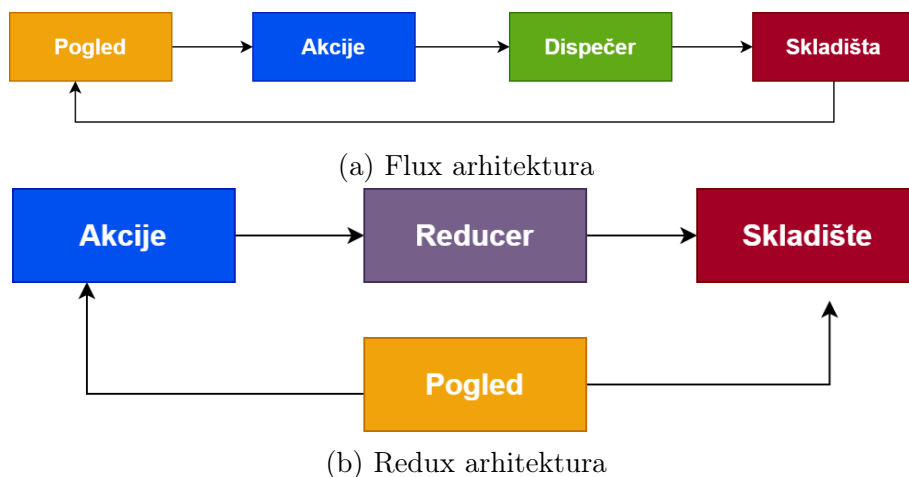 Pogled Akcije Dispečer Skladišta
(a) Flux arhitektura
Akcije Reducer Skladište
Pogled
(b) Redux arhitektura